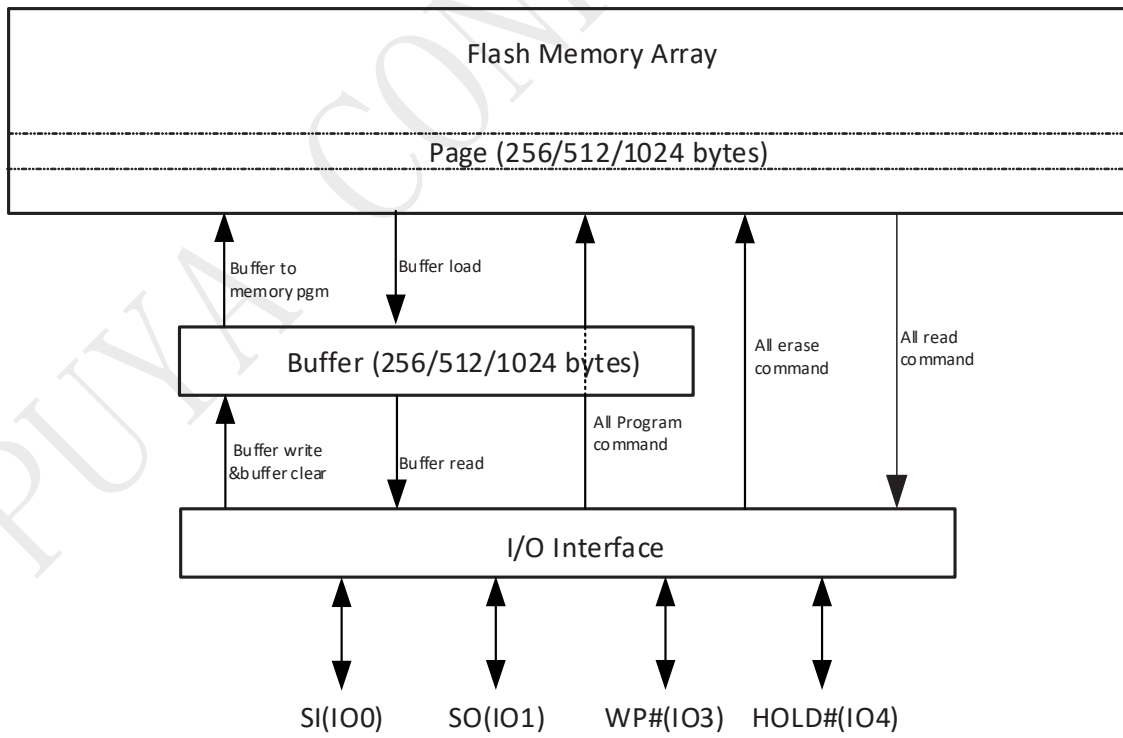 Flash Memory Array
Page (256/512/1024 bytes)
Buffer to
memory pgm
Buffer load
All erase
command
All read
command
Buffer (256/512/1024 bytes)
Buffer write
&buffer clear
Buffer read
All Program
command
I/O Interface
SI(IO0)
SO(IO1)
WP#(IO3)
HOLD#(IO4)
PUYA CON